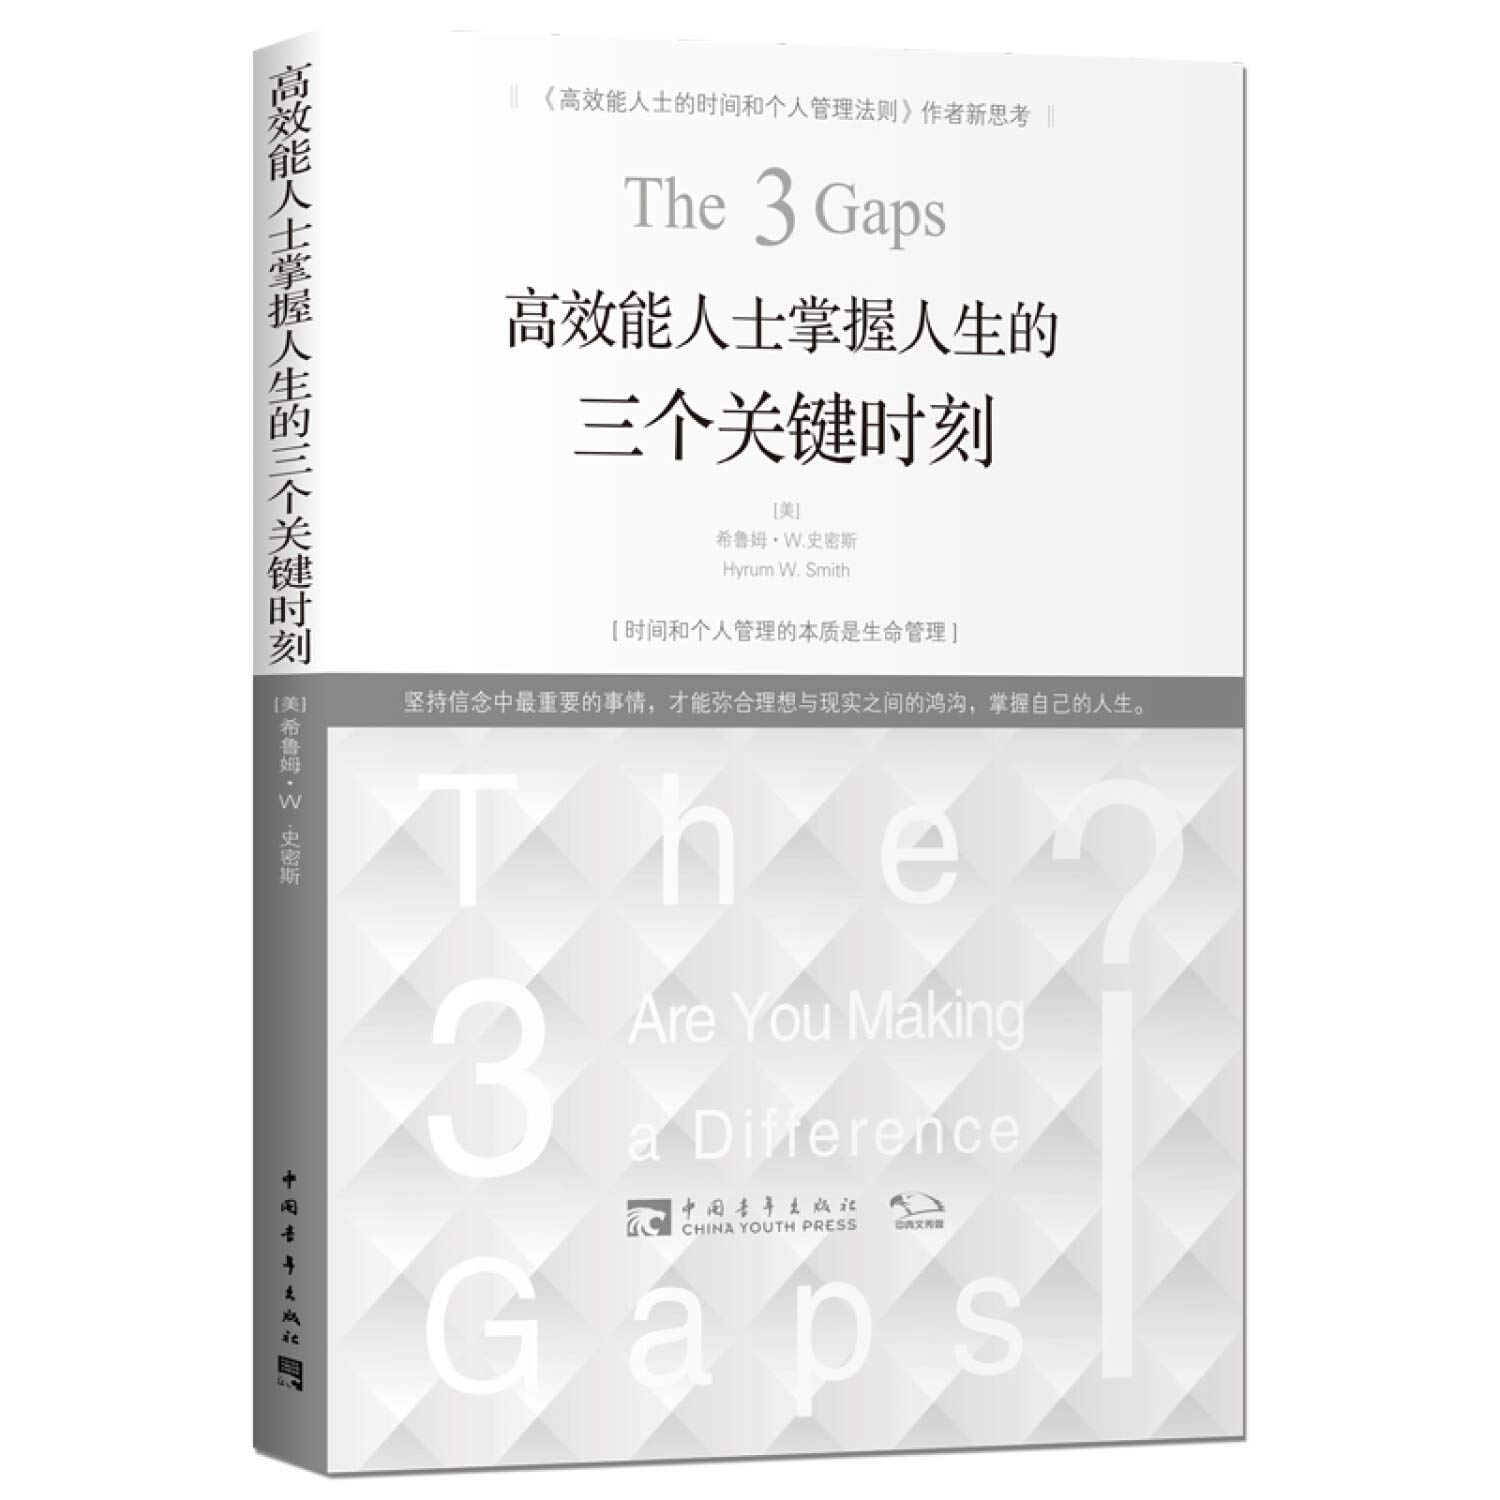 高效能人士掌握人生的三个关键时刻
[美]希鲁姆·W.史密斯
中国青年出版社
《高效能人士的时间和个人管理法则》作者新思考
The 3 Gaps
高效能人士掌握人生的
三个关键时刻
[美]
希鲁姆·W.史密斯
Hyrum W. Smith
[ 时间和个人管理的本质是生命管理 ]
坚持信念中最重要的事情，才能弥合理想与现实之间的鸿沟，掌握自己的人生。
The
3
Are You Making
a Difference
?
中国青年出版社
CHINA YOUTH PRESS
中青文传媒
Gaps